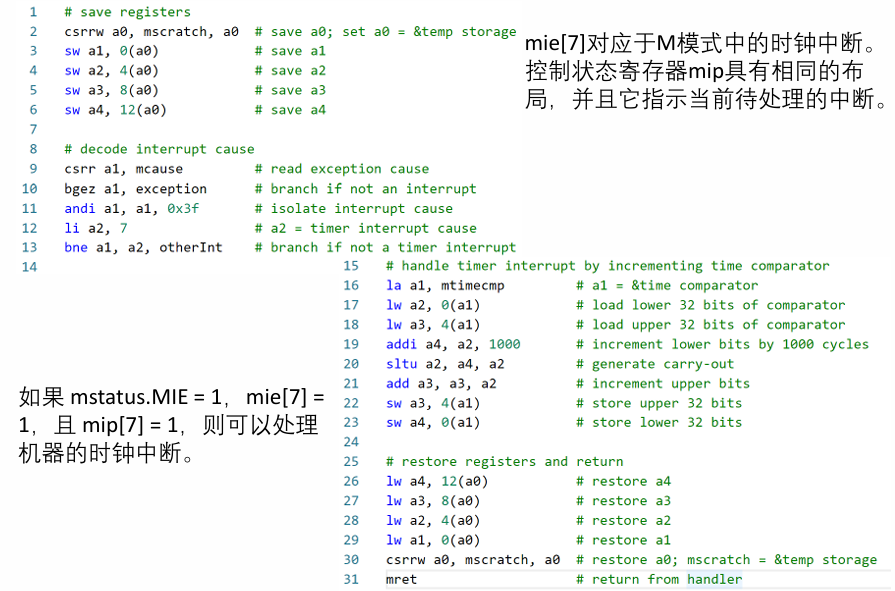 1 # save registers
2 csrrw a0, mscratch, a0 # save a0; set a0 = &temp storage
3 sw a1, 0(a0) # save a1
4 sw a2, 4(a0) # save a2
5 sw a3, 8(a0) # save a3
6 sw a4, 12(a0) # save a4
7
8 # decode interrupt cause
9 csrr a1, mcause # read exception cause
10 bgez a1, exception # branch if not an interrupt
11 andi a1, a1, 0x3f # isolate interrupt cause
12 li a2, 7 # a2 = timer interrupt cause
13 bne a1, a2, otherInt # branch if not a timer interrupt
14
mie[7]对应于M模式中的时钟中断。
控制状态寄存器mip具有相同的布
局，并且它指示当前待处理的中断。
15 # handle timer interrupt by incrementing time comparator
16 la a1, mtimecmp # a1 = &time comparator
17 lw a2, 0(a1) # load lower 32 bits of comparator
18 lw a3, 4(a1) # load upper 32 bits of comparator
19 addi a4, a2, 1000 # increment lower bits by 1000 cycles
20 sltu a2, a4, a2 # generate carry-out
21 add a3, a3, a2 # increment upper bits
22 sw a3, 4(a1) # store upper 32 bits
23 sw a4, 0(a1) # store lower 32 bits
24
25 # restore registers and return
26 lw a4, 12(a0) # restore a4
27 lw a3, 8(a0) # restore a3
28 lw a2, 4(a0) # restore a2
29 lw a1, 0(a0) # restore a1
30 csrrw a0, mscratch, a0 # restore a0; mscratch = &temp storage
31 mret # return from handler
如果 mstatus.MIE = 1，mie[7] =
1，且 mip[7] = 1，则可以处理
机器的时钟中断。